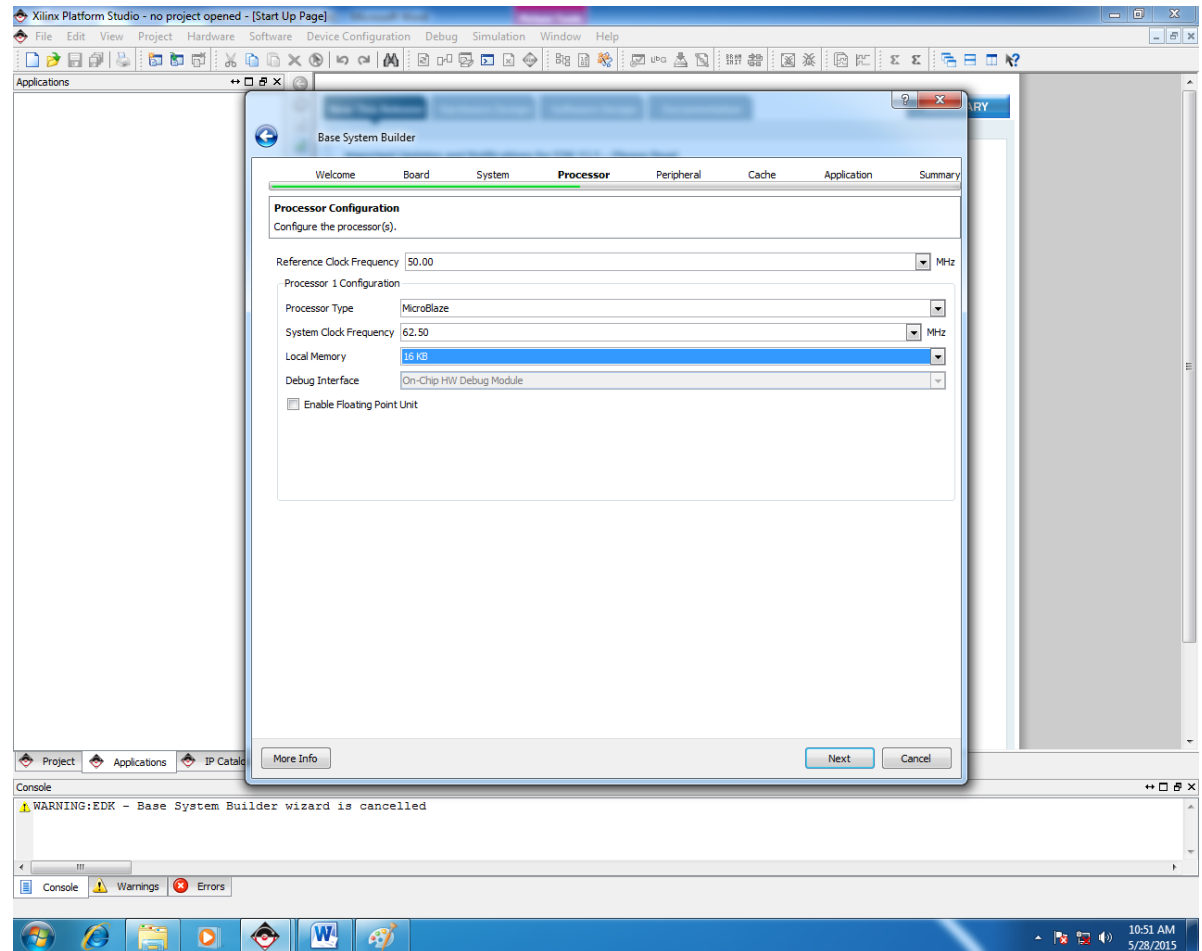 Xilinx Platform Studio - no project opened - [Start Up Page]
File Edit View Project Hardware Software Device Configuration Debug Simulation Window Help
Applications
ARY
Base System Builder
Welcome Board System Processor Peripheral Cache Application Summary
Processor Configuration
Configure the processor(s).
Reference Clock Frequency 50.00 MHz
Processor 1 Configuration
Processor Type MicroBlaze
System Clock Frequency 62.50 MHz
Local Memory 16 KB
Debug Interface On-Chip HW Debug Module
Enable Floating Point Unit
More Info Next Cancel
Project Applications IP Catalo
Console
WARNING:EDK - Base System Builder wizard is cancelled
Console Warnings Errors
10:51 AM
5/28/2015